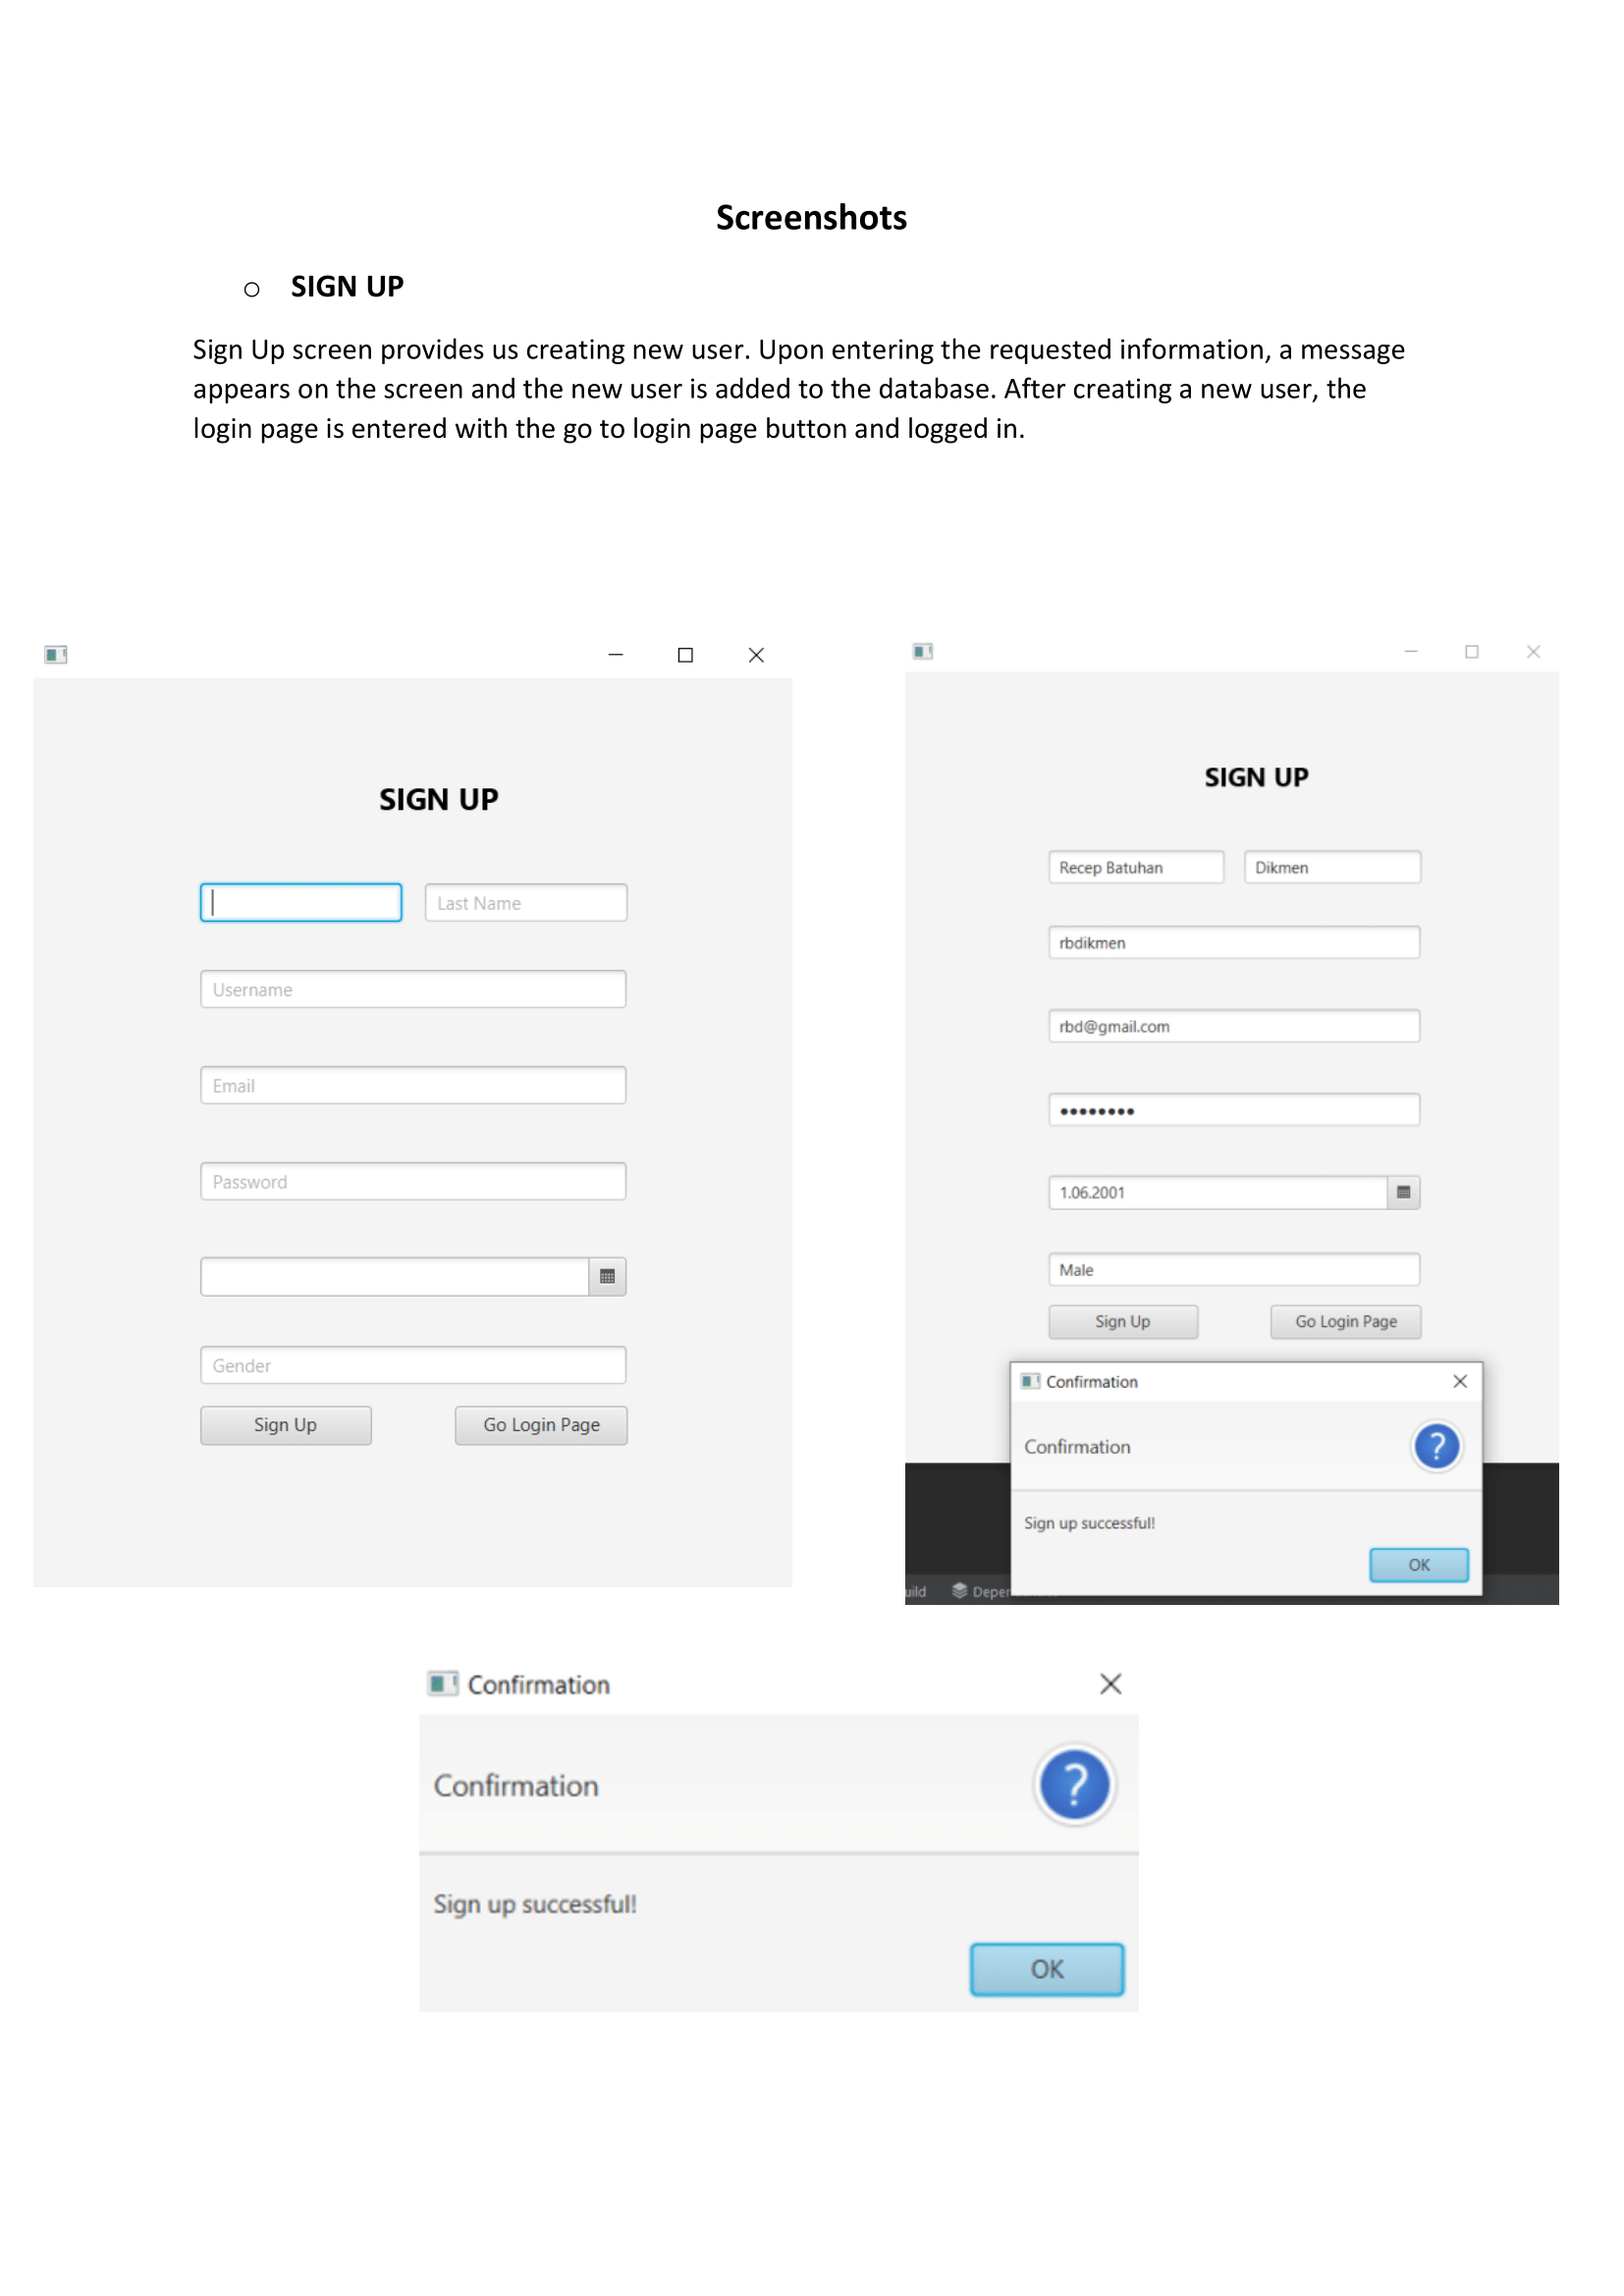 Screenshots
o SIGN UP
Sign Up screen provides us creating new user. Upon entering the requested information, a message
appears on the screen and the new user is added to the database. After creating a new user, the
login page is entered with the go to login page button and logged in.
SIGN UP
Last Name
Username
Email
Password
Gender
Sign Up Go Login Page
SIGN UP
Recep Batuhan Dikmen
rbdikmen
rbd@gmail.com
••••••••
1.06.2001
Male
Sign Up Go Login Page
Confirmation
Confirmation
?
Sign up successful!
OK
uild Deper
Confirmation
Confirmation
?
Sign up successful!
OK